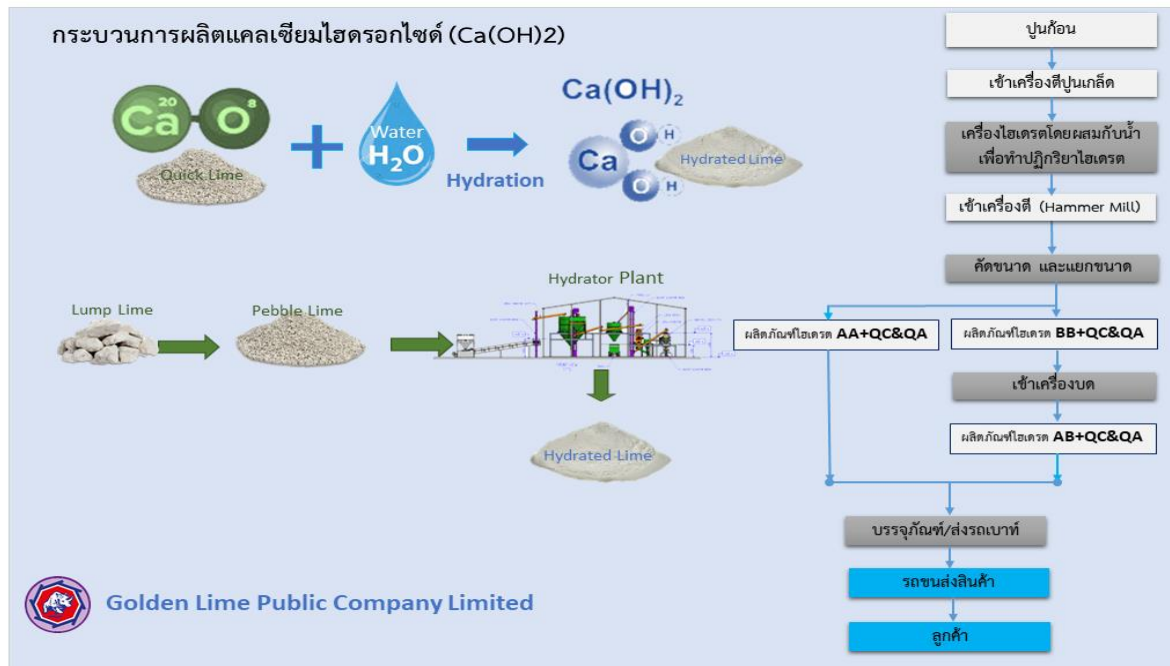 กระบวนการผลิตแคลเซียมไฮดรอกไซด์ (Ca(OH)2)
20
8
Ca-O
Quick Lime
Water
H₂O
Hydration
Ca(OH)₂
Ca
O H
O H
Hydrated Lime
Lump Lime
Pebble Lime
Hydrator Plant
Hydrated Lime
ปูนก้อน
เข้าเครื่องตีปูนเกล็ด
เครื่องไฮเดรตโดยผสมกับน้ำ
เพื่อทำปฏิกริยาไฮเดรต
เข้าเครื่องตี (Hammer Mill)
คัดขนาด และแยกขนาด
ผลิตภัณฑ์ไฮเดรต AA+QC&QA
ผลิตภัณฑ์ไฮเดรต BB+QC&QA
เข้าเครื่องบด
ผลิตภัณฑ์ไฮเดรต AB+QC&QA
บรรจุภัณฑ์/ส่งรถเบาท์
รถขนส่งสินค้า
ลูกค้า
Golden Lime Public Company Limited